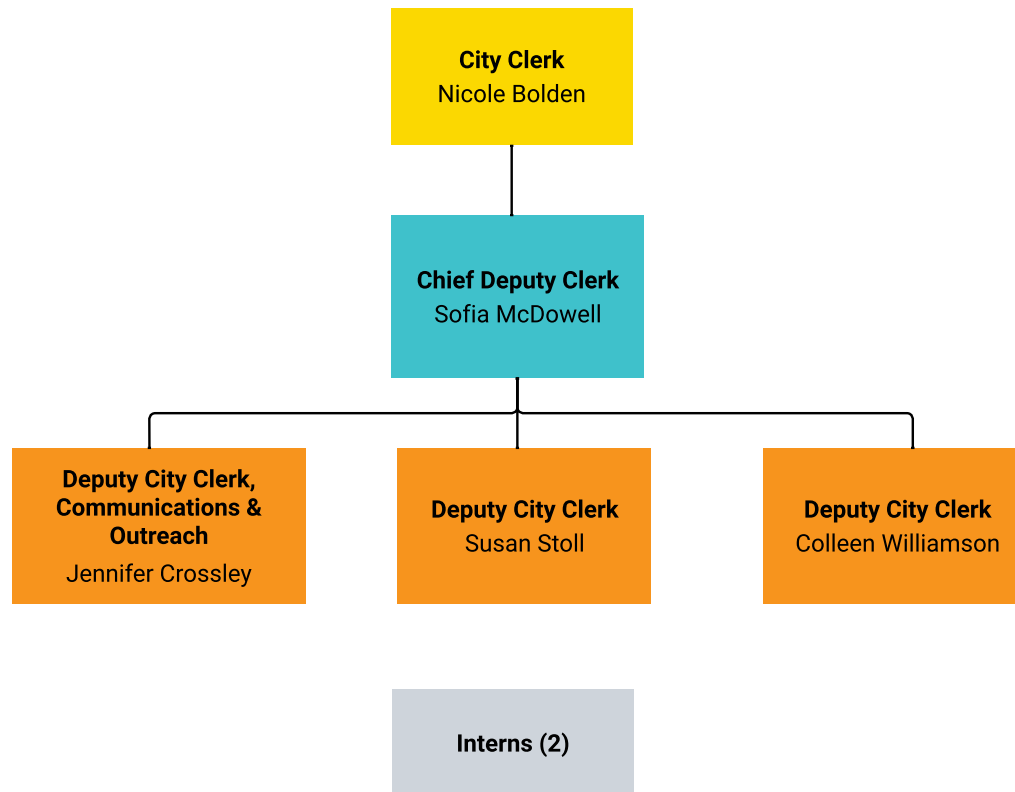 City Clerk
Nicole Bolden
Chief Deputy Clerk
Sofia McDowell
Deputy City Clerk,
Communications &
Outreach
Jennifer Crossley
Deputy City Clerk
Susan Stoll
Deputy City Clerk
Colleen Williamson
Interns (2)